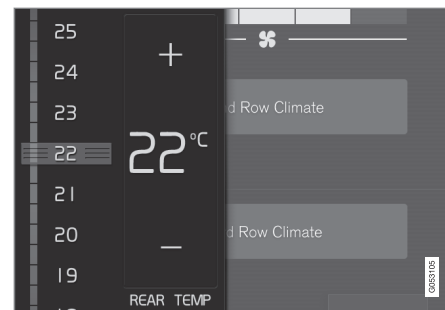 25
24
23
22
21
20
19
+
22°C
–
REAR TEMP
d Row Climate
d Row Climate
G053105